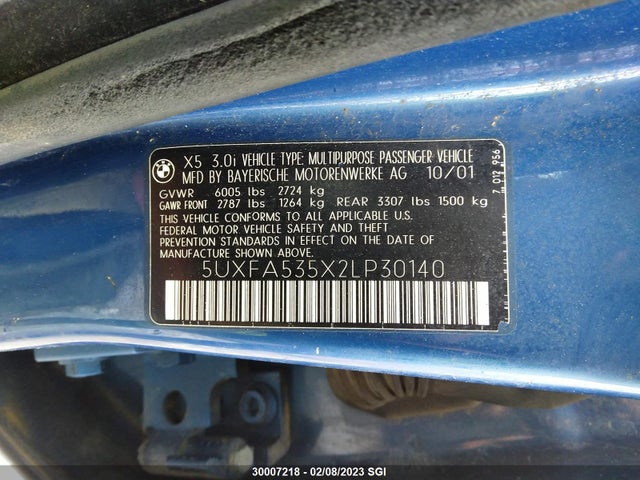 BMW
X5 3.0i VEHICLE TYPE: MULTIPURPOSE PASSENGER VEHICLE
MFD BY BAYERISCHE MOTORENWERKE AG 10/01
GVWR 6005 lbs 2724 kg
GAWR FRONT 2787 lbs 1264 kg REAR 3307 lbs 1500 kg
THIS VEHICLE CONFORMS TO ALL APPLICABLE U.S.
FEDERAL MOTOR VEHICLE SAFETY AND THEFT
PREVENTION STANDARDS IN EFFECT ON THE DATE
OF MANUFACTURE SHOWN ABOVE.
5UXFA535X2LP30140
7 012 956
30007218 - 02/08/2023 SGI